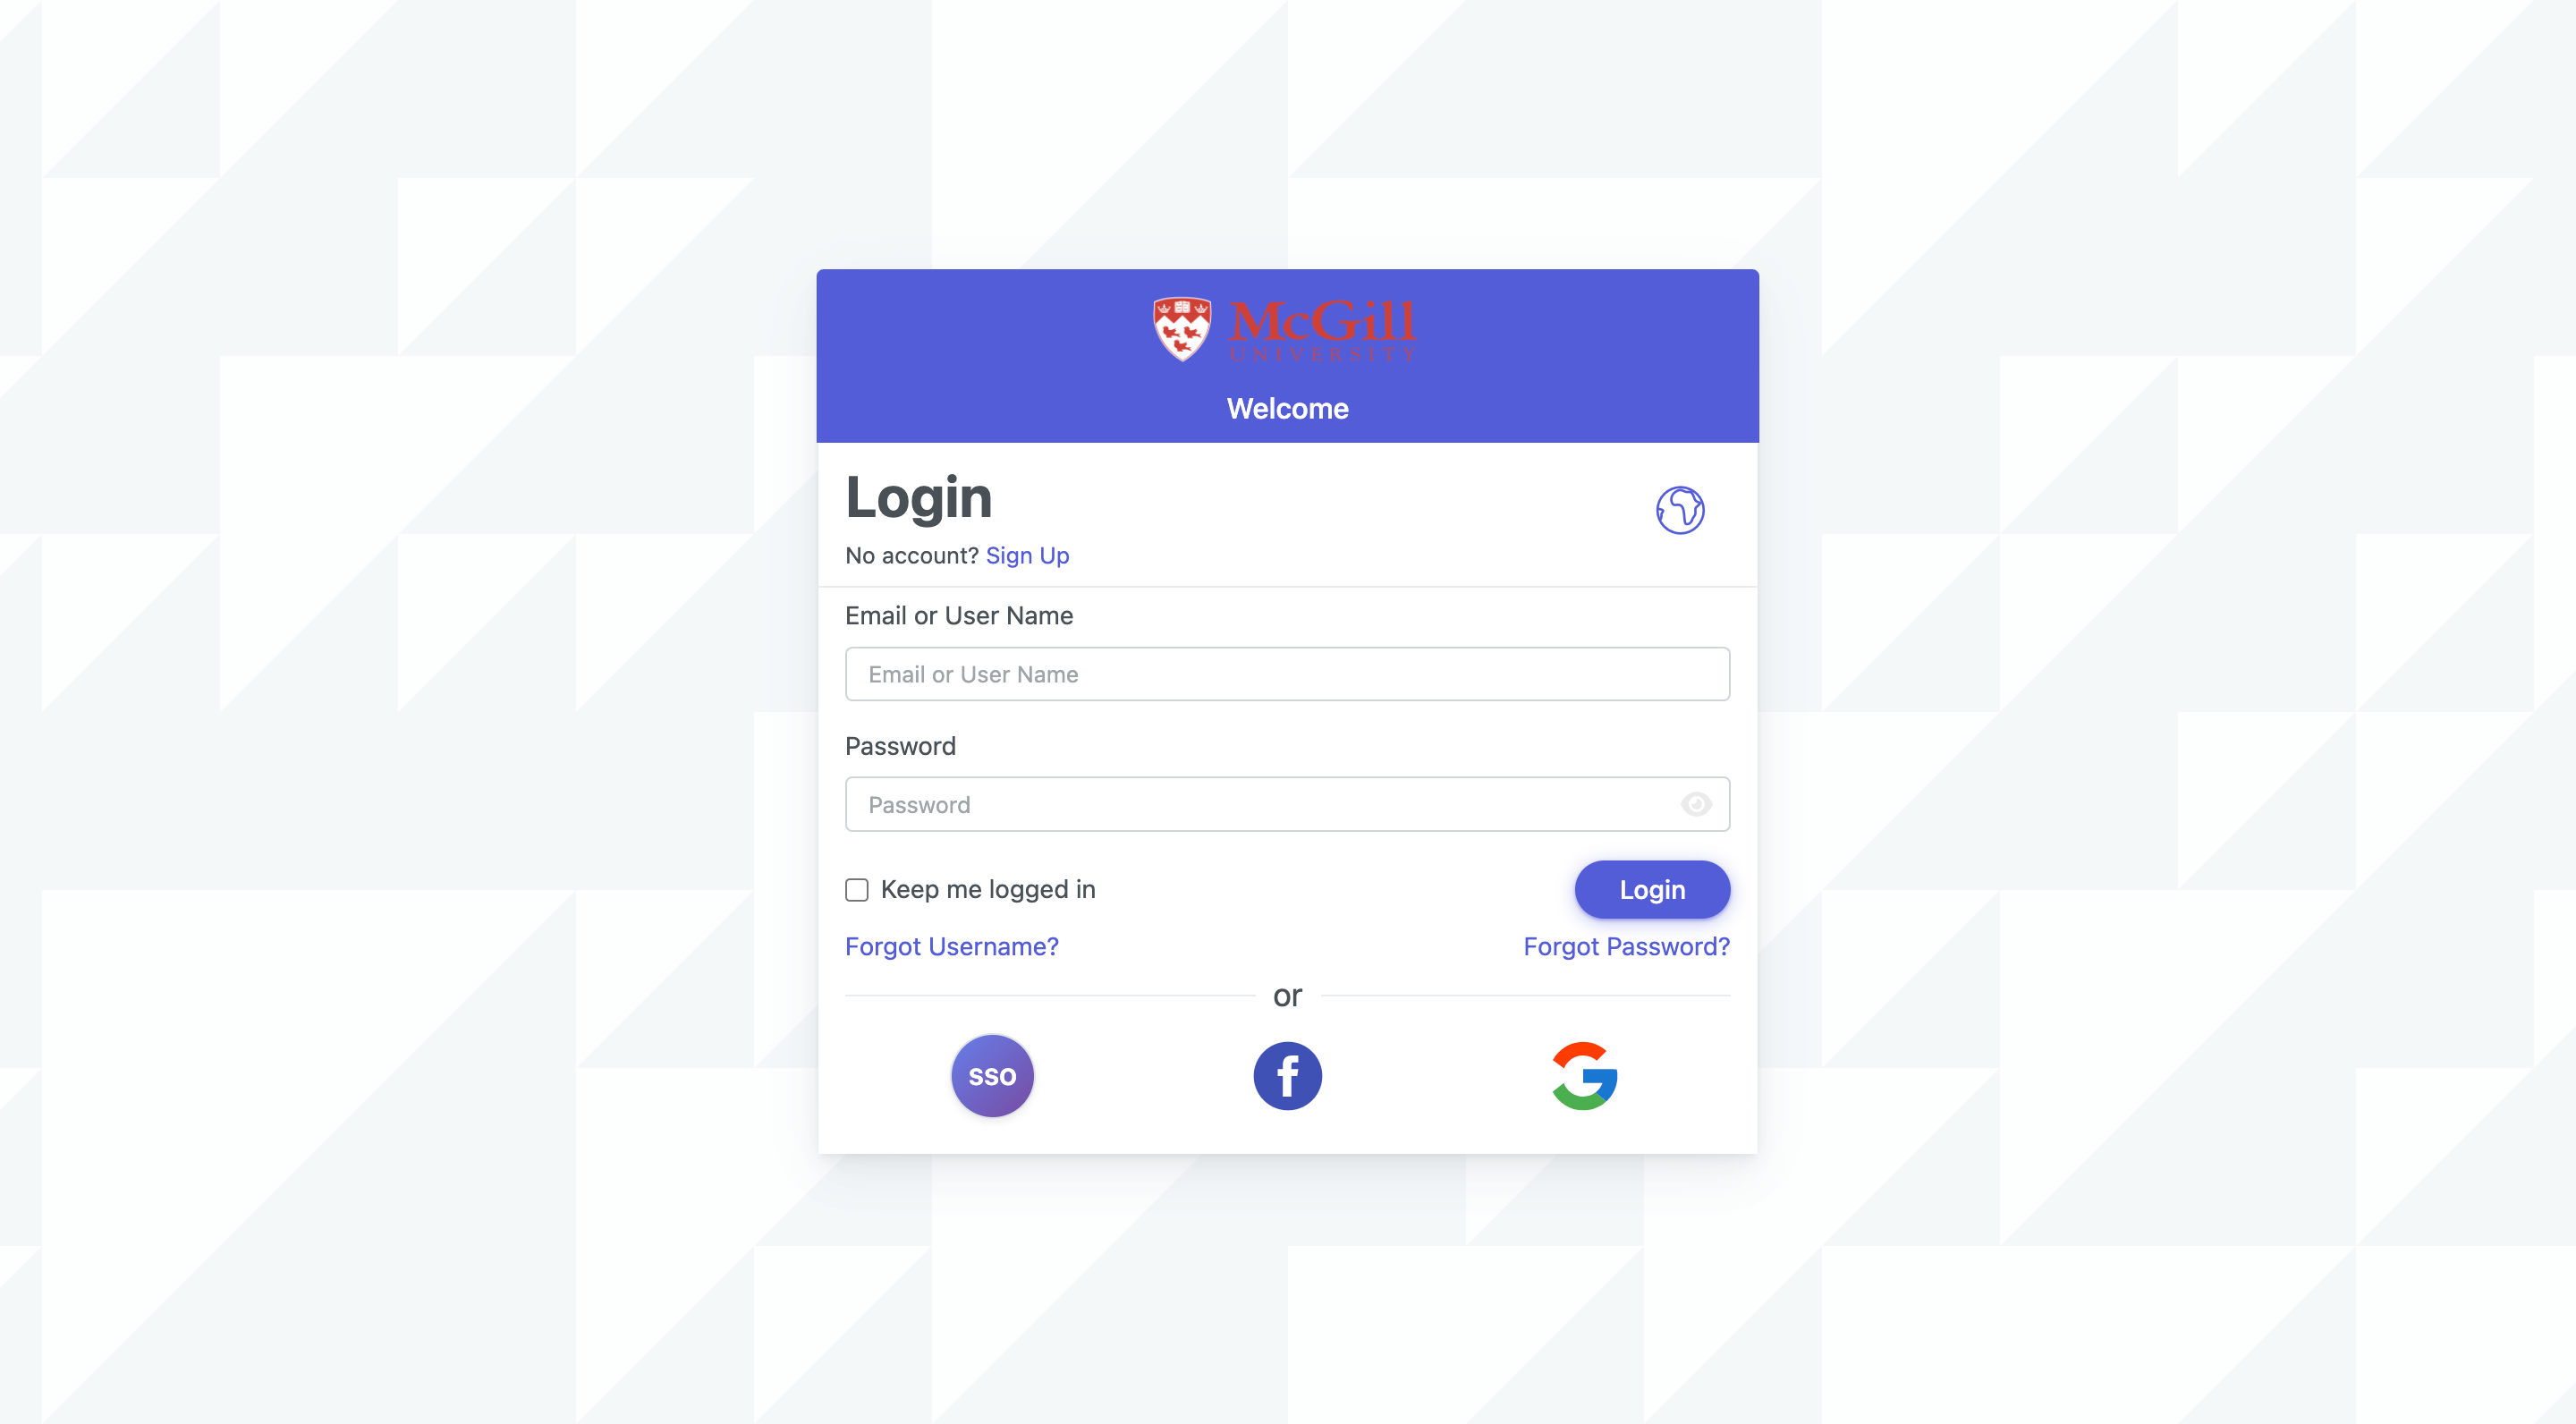 McGill
UNIVERSITY
Welcome
Login
No account? Sign Up
Email or User Name
Email or User Name
Password
Password
Keep me logged in
Login
Forgot Username?
Forgot Password?
or
SSO
f
G